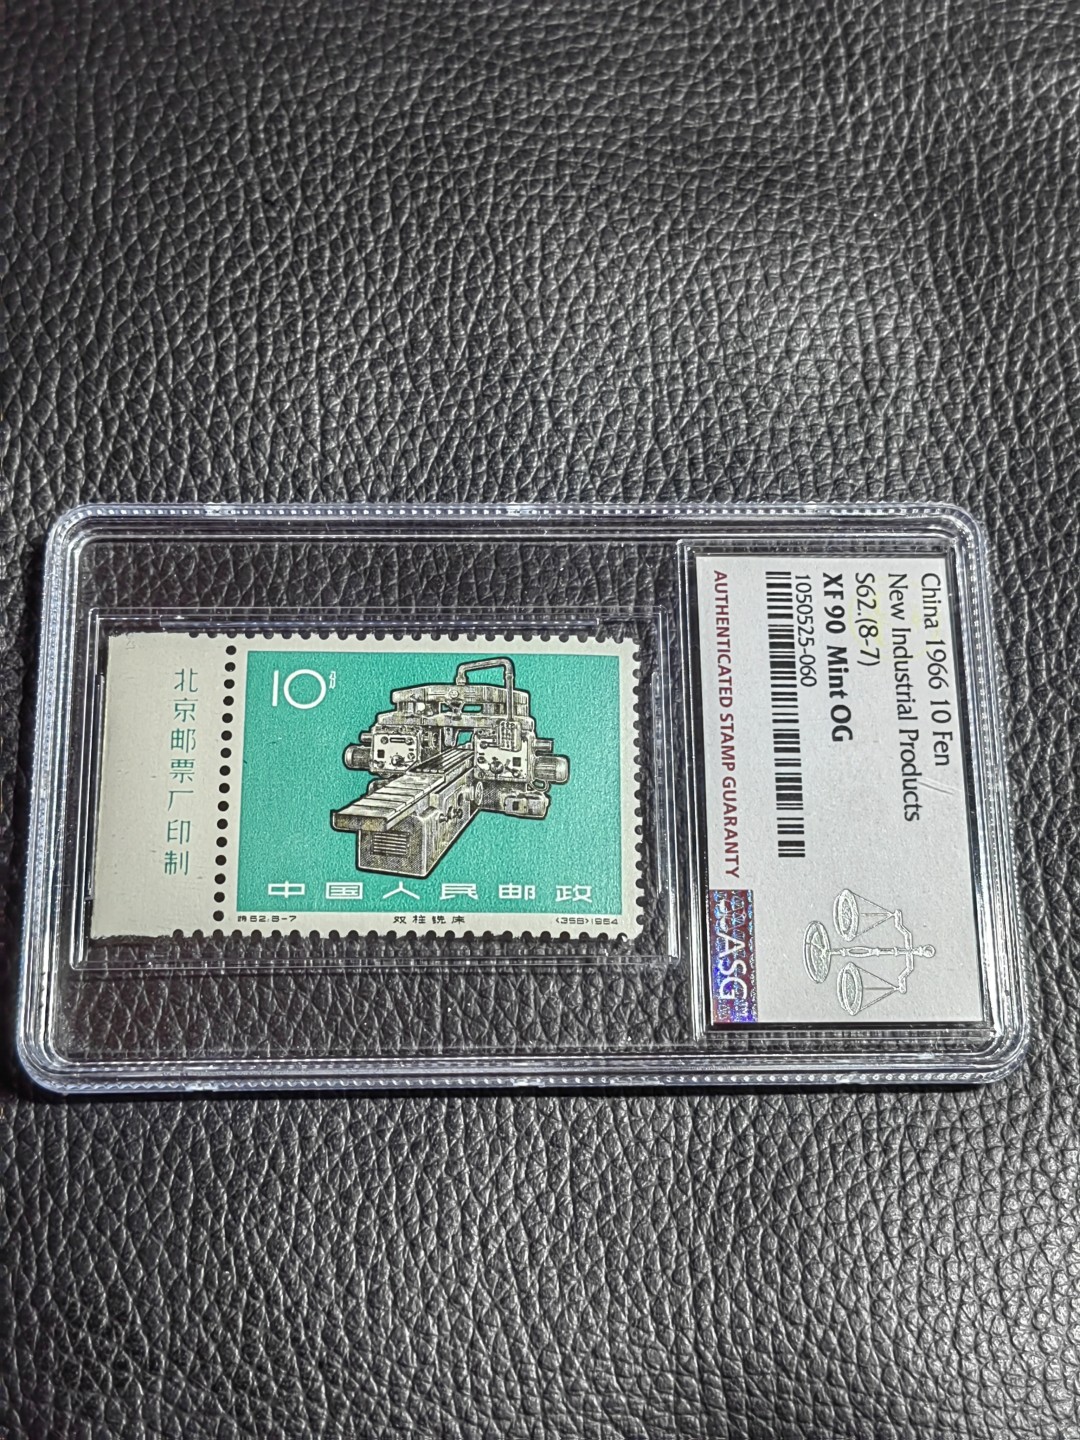 北京邮票厂印制
10分
中国人民邮政
特62.8-7
双柱铣床
(358)1964
China 1966 10 Fen
New Industrial Products
S62.(8-7)
XF 90 Mint OG
1050525-060
AUTHENTICATED STAMP GUARANTY
ASG™